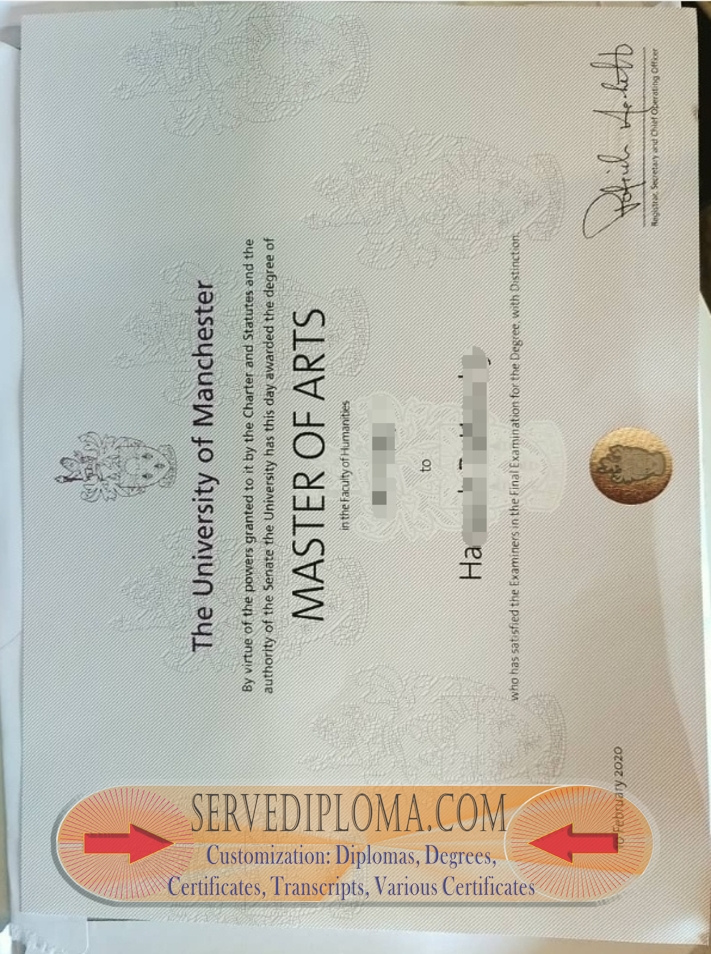 The University of Manchester
By virtue of the powers granted to it by the Charter and Statutes and the
authority of the Senate the University has this day awarded the degree of
MASTER OF ARTS
in the Faculty of Humanities
to
Ha
who has satisfied the Examiners in the Final Examination for the Degree, with Distinction.
February 2020
Registrar, Secretary and Chief Operating Officer
SERVEDIPLOMA.COM
Customization: Diplomas, Degrees,
Certificates, Transcripts, Various Certificates